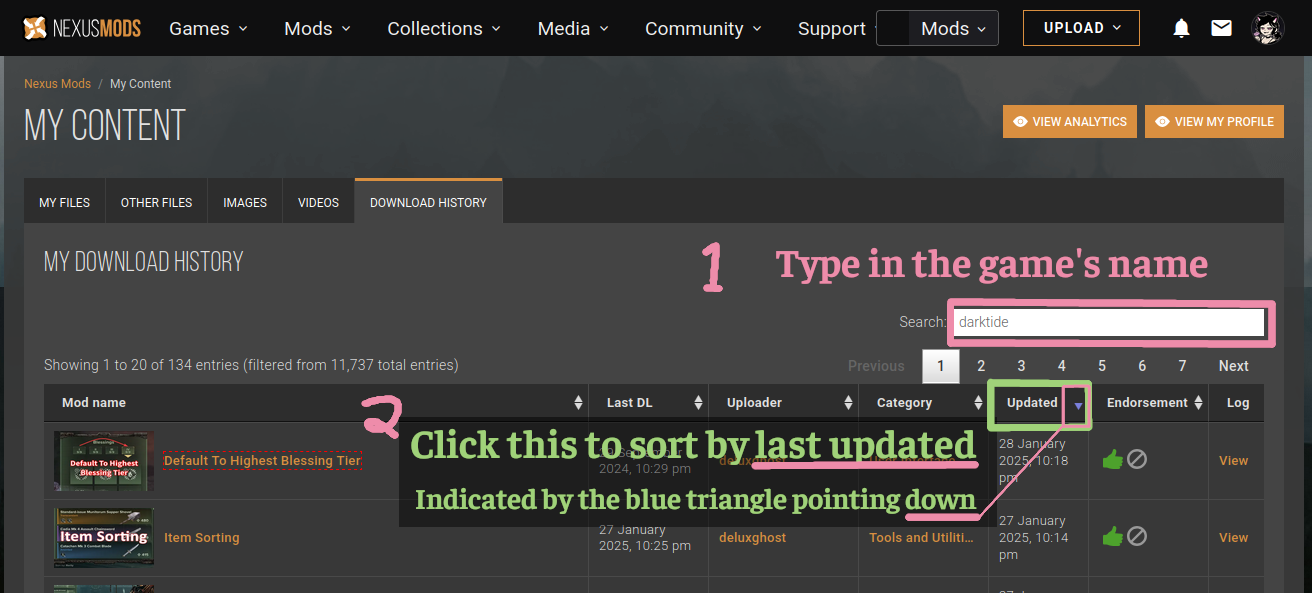 NEXUSMODS Games Mods Collections Media Community Support Mods UPLOAD
Nexus Mods / My Content
MY CONTENT
VIEW ANALYTICS VIEW MY PROFILE
MY FILES OTHER FILES IMAGES VIDEOS DOWNLOAD HISTORY
MY DOWNLOAD HISTORY
1 Type in the game's name
Search: darktide
Showing 1 to 20 of 134 entries (filtered from 11,737 total entries)
Previous 1 2 3 4 5 6 7 Next
Mod name Last DL Uploader Category Updated Endorsement Log
2 Click this to sort by last updated
Indicated by the blue triangle pointing down
Default To Highest
Blessing Tier
Default To Highest Blessing Tier
2024, 10:29 pm
deluxghost
28 January
2025, 10:18
pm
View
Item Sorting
Item Sorting
27 January
2025, 10:25 pm
deluxghost
Tools and Utiliti...
27 January
2025, 10:14
pm
View